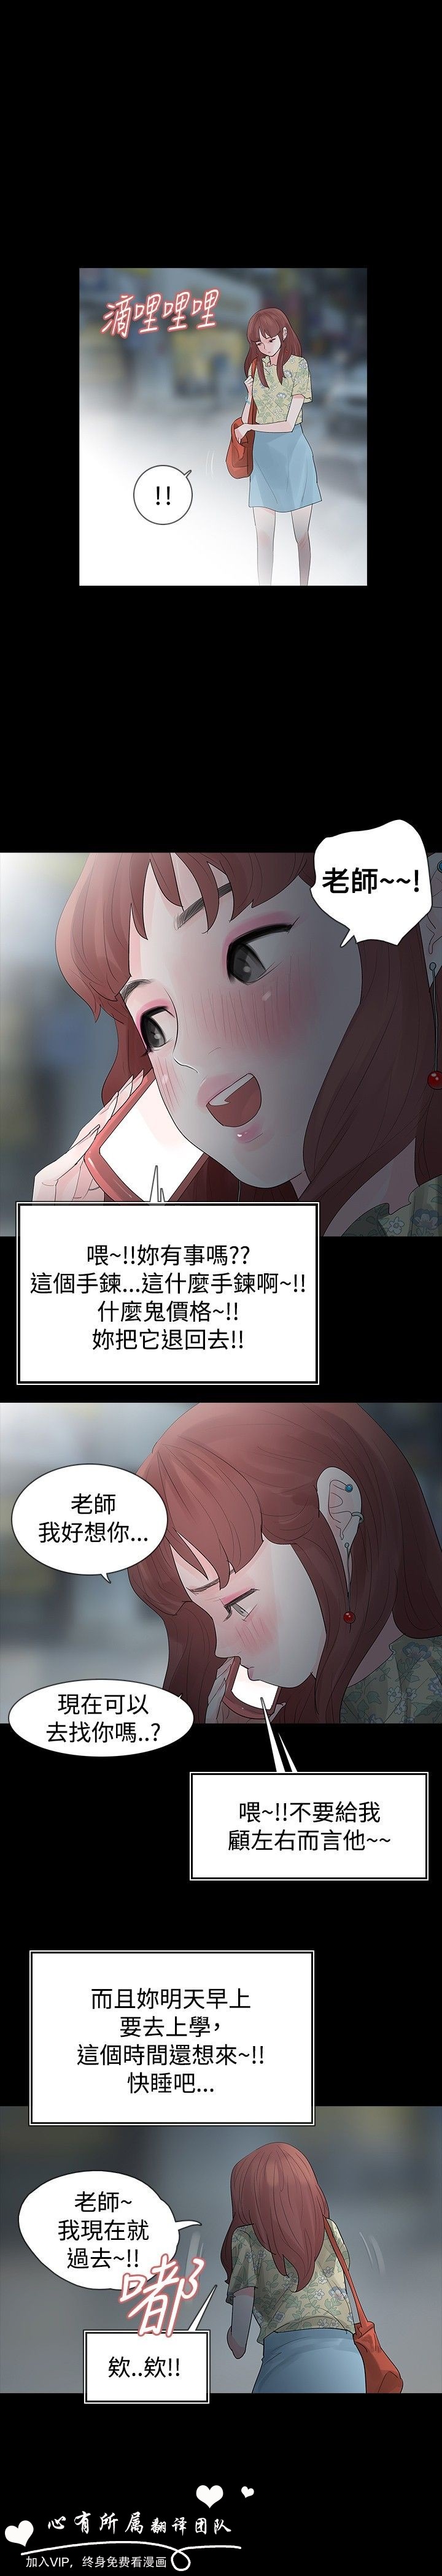 滴哩哩哩
!!
老師~~!
喂~!!妳有事嗎??
這個手鍊...這什麼手鍊啊~!!
什麼鬼價格~!!
妳把它退回去!!
老師
我好想你...
現在可以
去找你嗎..?
喂~!!不要給我
顧左右而言他~~
而且妳明天早上
要去上學,
這個時間還想來~!!
快睡吧...
老師~
我現在就
過去~!!
嘟
欸..欸!!
心有所属翻译团队
加入VIP，终身免费看漫画